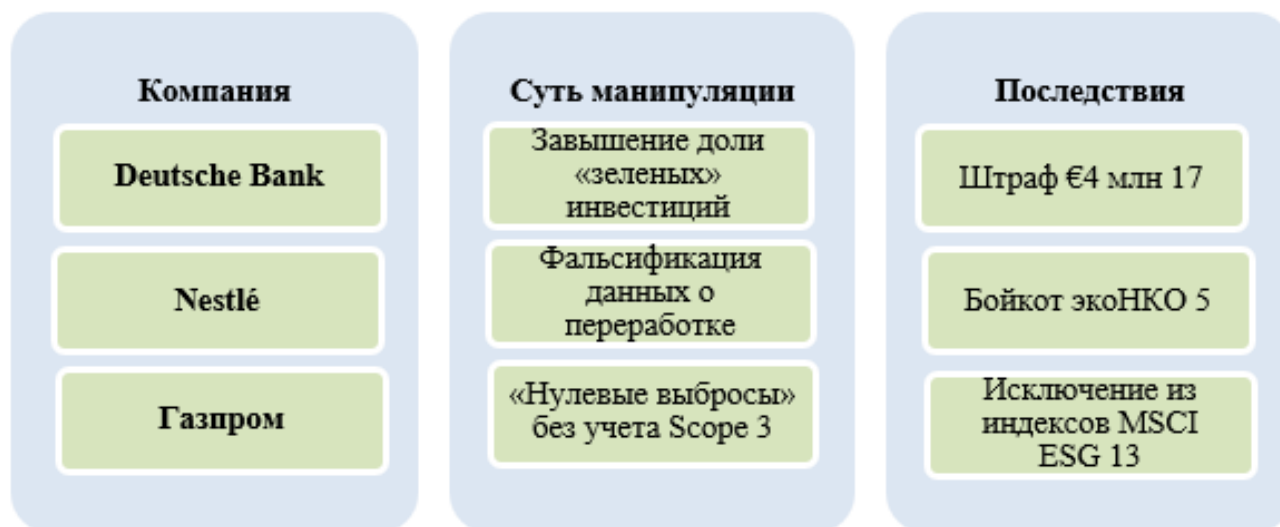 Компания
Deutsche Bank
Nestlé
Газпром
Суть манипуляции
Завышение доли
«зеленых»
инвестиций
Фальсификация
данных о
переработке
«Нулевые выбросы»
без учета Scope 3
Последствия
Штраф €4 млн 17
Бойкот экоНКО 5
Исключение из
индексов MSCI
ESG 13